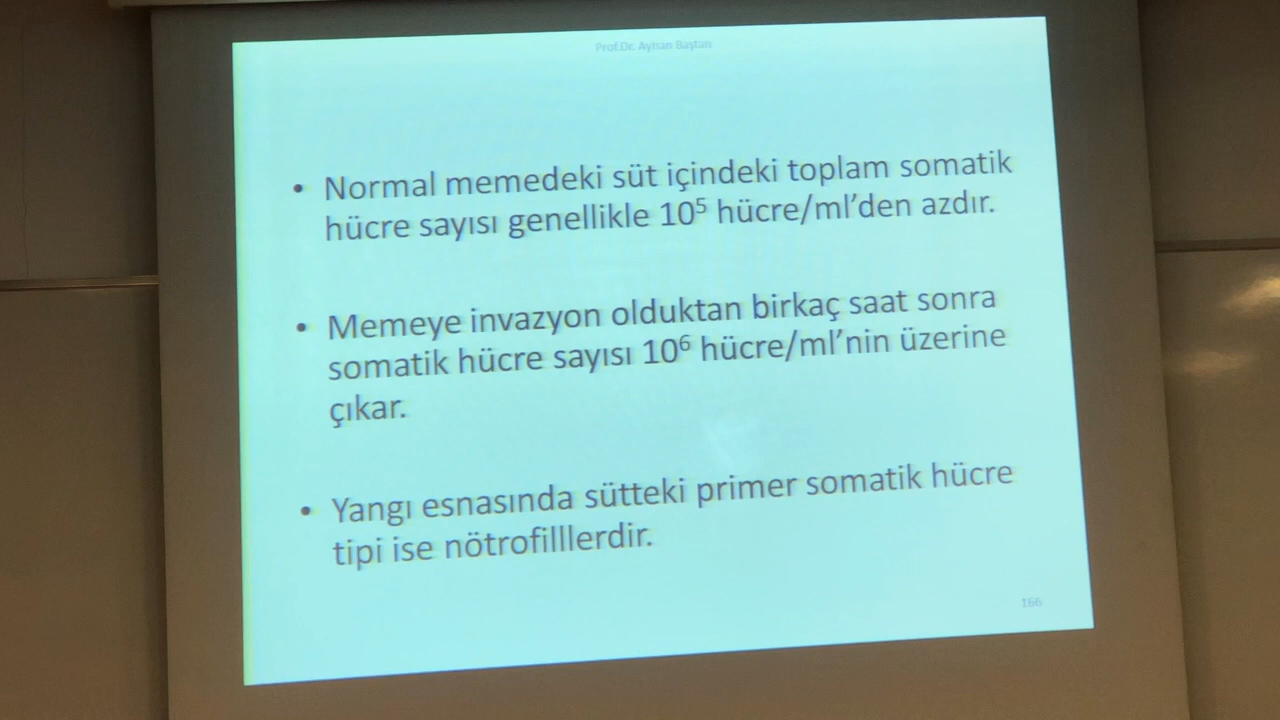 Prof.Dr. Ayhan Baştan
• Normal memedeki süt içindeki toplam somatik
hücre sayısı genellikle 10⁵ hücre/ml’den azdır.
• Memeye invazyon olduktan birkaç saat sonra
somatik hücre sayısı 10⁶ hücre/ml’nin üzerine
çıkar.
• Yangı esnasında sütteki primer somatik hücre
tipi ise nötrofilllerdir.
166